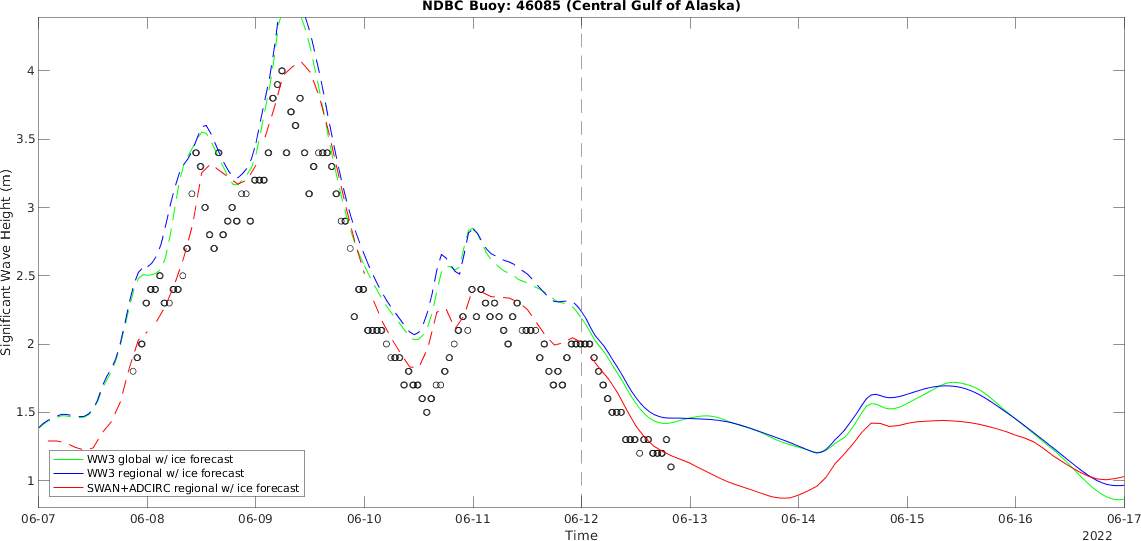 NDBC Buoy: 46085 (Central Gulf of Alaska)
Significant Wave Height (m)
4
3.5
3
2.5
2
1.5
1
WW3 global w/ ice forecast
WW3 regional w/ ice forecast
SWAN+ADCIRC regional w/ ice forecast
06-07 06-08 06-09 06-10 06-11 06-12 06-13 06-14 06-15 06-16 06-17
Time
2022